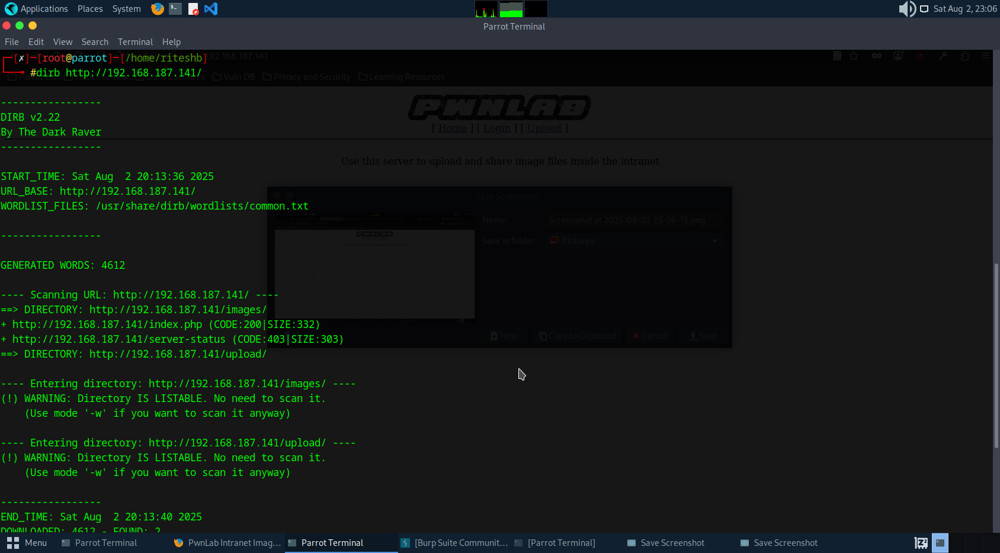 Applications Places System Sat Aug 2, 23:06
Parrot Terminal
File Edit View Search Terminal Help
192.168.187.141
┌─[✗]─[root@parrot]─[/home/riteshb]
└──╼ #dirb http://192.168.187.141/
Vuln DB Privacy and Security Learning Resources
-----------------
DIRB v2.22
By The Dark Raver
-----------------
PWNLAB
[ Home ] [ Login ] [ Upload ]
Use this server to upload and share image files inside the intranet
START_TIME: Sat Aug  2 20:13:36 2025
URL_BASE: http://192.168.187.141/
WORDLIST_FILES: /usr/share/dirb/wordlists/common.txt
-----------------
GENERATED WORDS: 4612
---- Scanning URL: http://192.168.187.141/ ----
==> DIRECTORY: http://192.168.187.141/images/
+ http://192.168.187.141/index.php (CODE:200|SIZE:332)
+ http://192.168.187.141/server-status (CODE:403|SIZE:303)
==> DIRECTORY: http://192.168.187.141/upload/
---- Entering directory: http://192.168.187.141/images/ ----
(!) WARNING: Directory IS LISTABLE. No need to scan it.
(Use mode '-w' if you want to scan it anyway)
---- Entering directory: http://192.168.187.141/upload/ ----
(!) WARNING: Directory IS LISTABLE. No need to scan it.
(Use mode '-w' if you want to scan it anyway)
-----------------
END_TIME: Sat Aug  2 20:13:40 2025
DOWNLOADED: 4612 - FOUND: 2
Save Screenshot
PWNLAB
Name: Screenshot at 2025-08-02 23-06-15.png
Save in folder: Pictures
New Copy to Clipboard Cancel Save
Menu Parrot Terminal PwnLab Intranet Imag... Parrot Terminal [Burp Suite Communit... [Parrot Terminal] Save Screenshot Save Screenshot